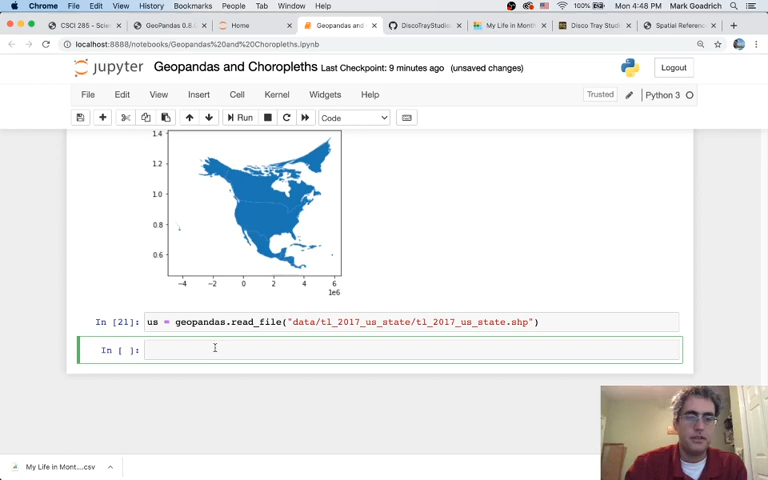 Chrome File Edit View History Bookmarks People Tab Window Help 100% Mon Nov 2 4:48 PM Mark Goadrich
CSCI 285 - Scie GeoPandas 0.8. Home Geopandas and DiscoTrayStudio My Life in Mont Disco Tray Stud Spatial Referenc
localhost:8888/notebooks/Geopandas%20and%20Choropleths.ipynb
jupyter Geopandas and Choropleths Last Checkpoint: 9 minutes ago (unsaved changes) Logout
File Edit View Insert Cell Kernel Widgets Help Trusted Python 3
Run Code
1.4
1.2
1.0
0.8
0.6
-4 -2 0 2 4 6
1e6
In [21]: us = geopandas.read_file("data/tl_2017_us_state/tl_2017_us_state.shp")
In [ ]:
My Life in Mont....csv